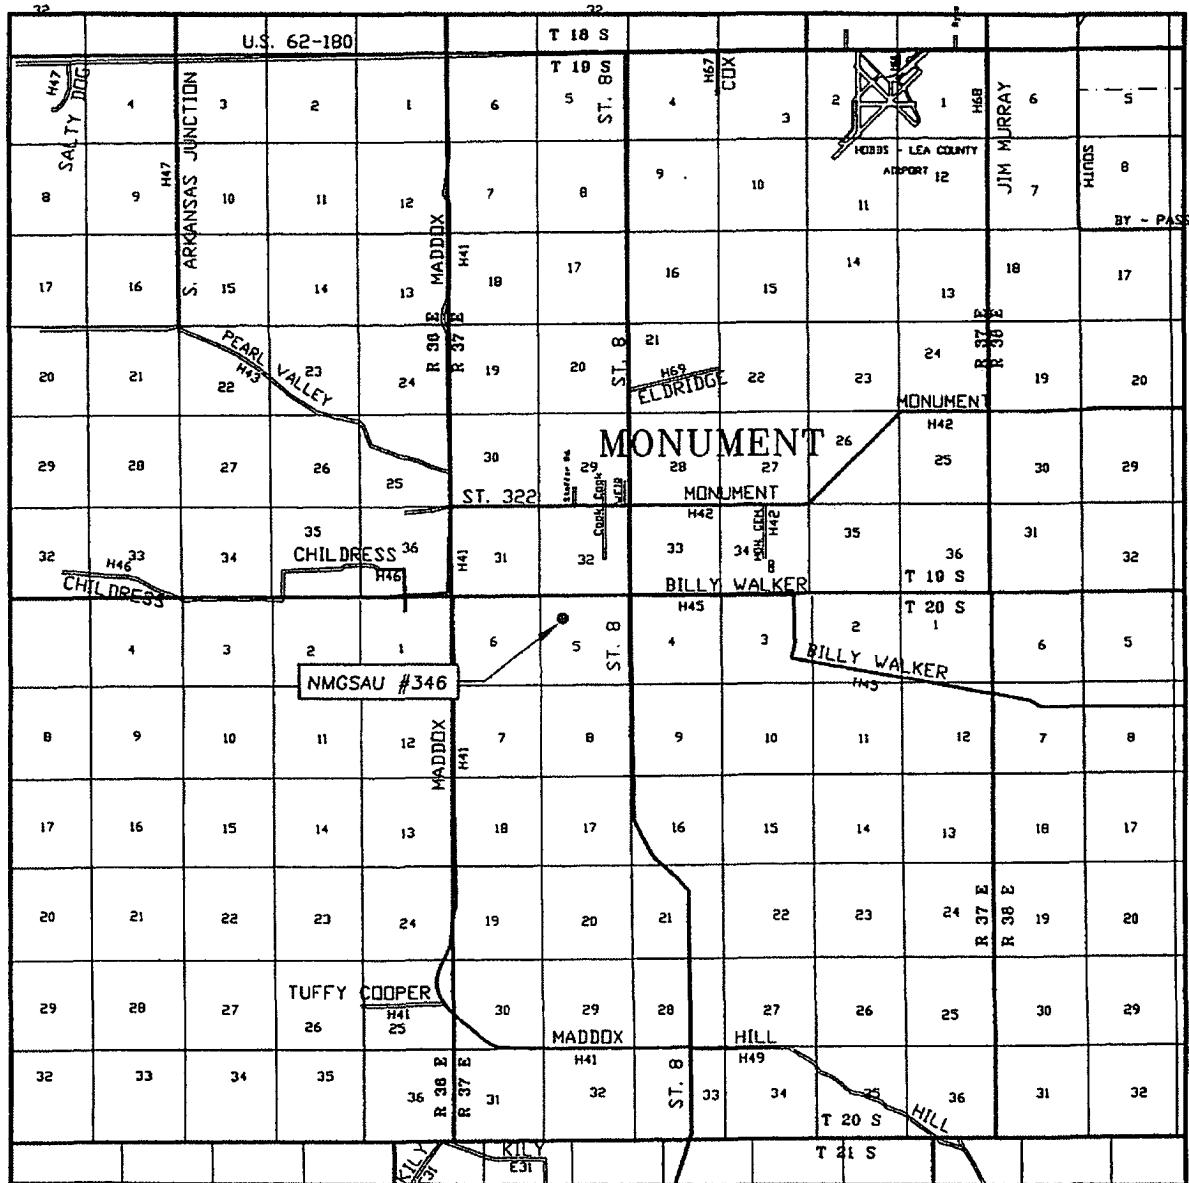 32 32
U.S. 62-180 T 18 S
T 19 S
H47 SALTY DOG 4 3 2 1 6 5 ST. 8 4 H67 COX 3 2 1 H68 JIM MURRAY 6 5
S. ARKANSAS JUNCTION H47
HOBBS - LEA COUNTY
AIRPORT
8 9 10 11 12 7 8 9 10 11 12 7 SOUTH 8
BY - PASS
MADDOX H41
17 16 15 14 13 18 17 16 15 14 13 18 17
R 36 E R 37 E R 37 E R 38 E
PEARL VALLEY H43
20 21 22 23 24 19 20 ST. 8 21 22 23 24 19 20
H69
ELDRIDGE
MONUMENT
H42
MONUMENT
29 28 27 26 25 30 29 28 27 26 25 30 29
Cook Cook WEIR
ST. 322 MONUMENT
H42 H42
32 33 34 35 36 31 32 33 34 35 36 31 32
H46 CHILDRESS CHILDRESS H46 H41
MON. CEM.
T 19 S
BILLY WALKER
H45 T 20 S
4 3 2 1 6 5 ST. 8 4 3 2 1 6 5
BILLY WALKER
H45
NMGSAU #346
8 9 10 11 12 MADDOX H41 7 8 9 10 11 12 7 8
17 16 15 14 13 18 17 16 15 14 13 18 17
20 21 22 23 24 19 20 21 22 23 24 R 37 E R 38 E 19 20
TUFFY COOPER
H41
29 28 27 26 25 30 29 28 27 26 25 30 29
MADDOX HILL
H41 H49
32 33 34 35 36 R 36 E R 37 E 31 32 ST. 8 33 34 35 36 31 32
HILL
T 20 S
T 21 S
KILY 31 KILY
E31